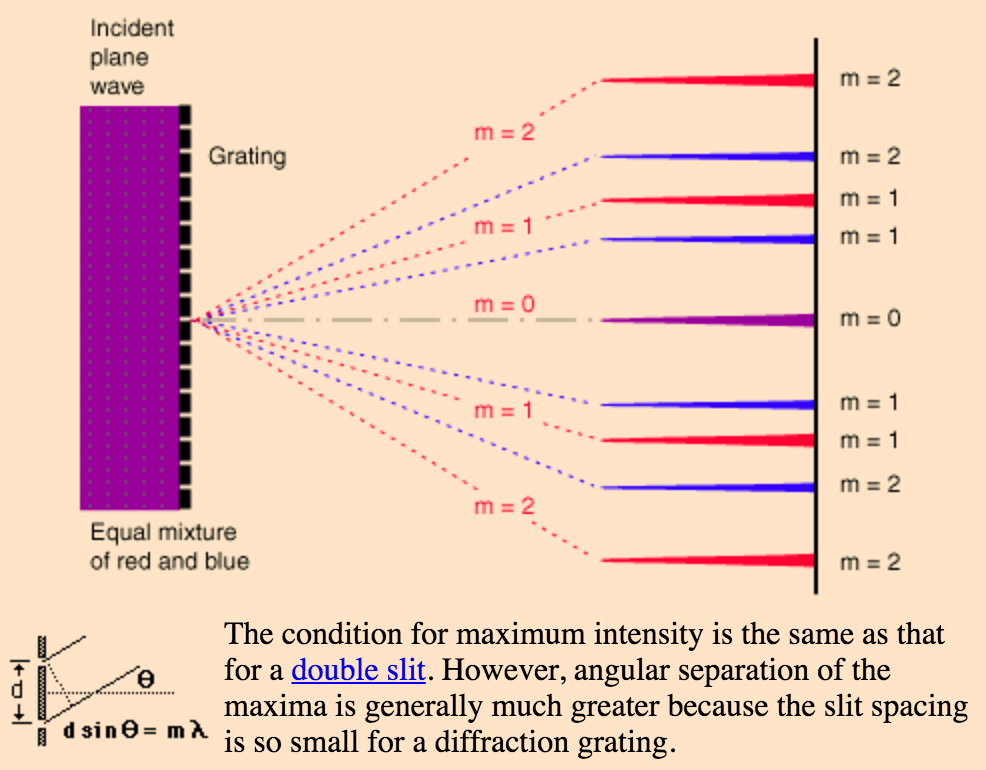 Incident
plane
wave
Grating
m = 2
m = 2
m = 2
m = 1
m = 1
m = 1
m = 0
m = 0
m = 1
m = 1
m = 1
m = 2
m = 2
m = 2
Equal mixture
of red and blue
d
θ
d sin θ = m λ
The condition for maximum intensity is the same as that
for a double slit. However, angular separation of the
maxima is generally much greater because the slit spacing
is so small for a diffraction grating.